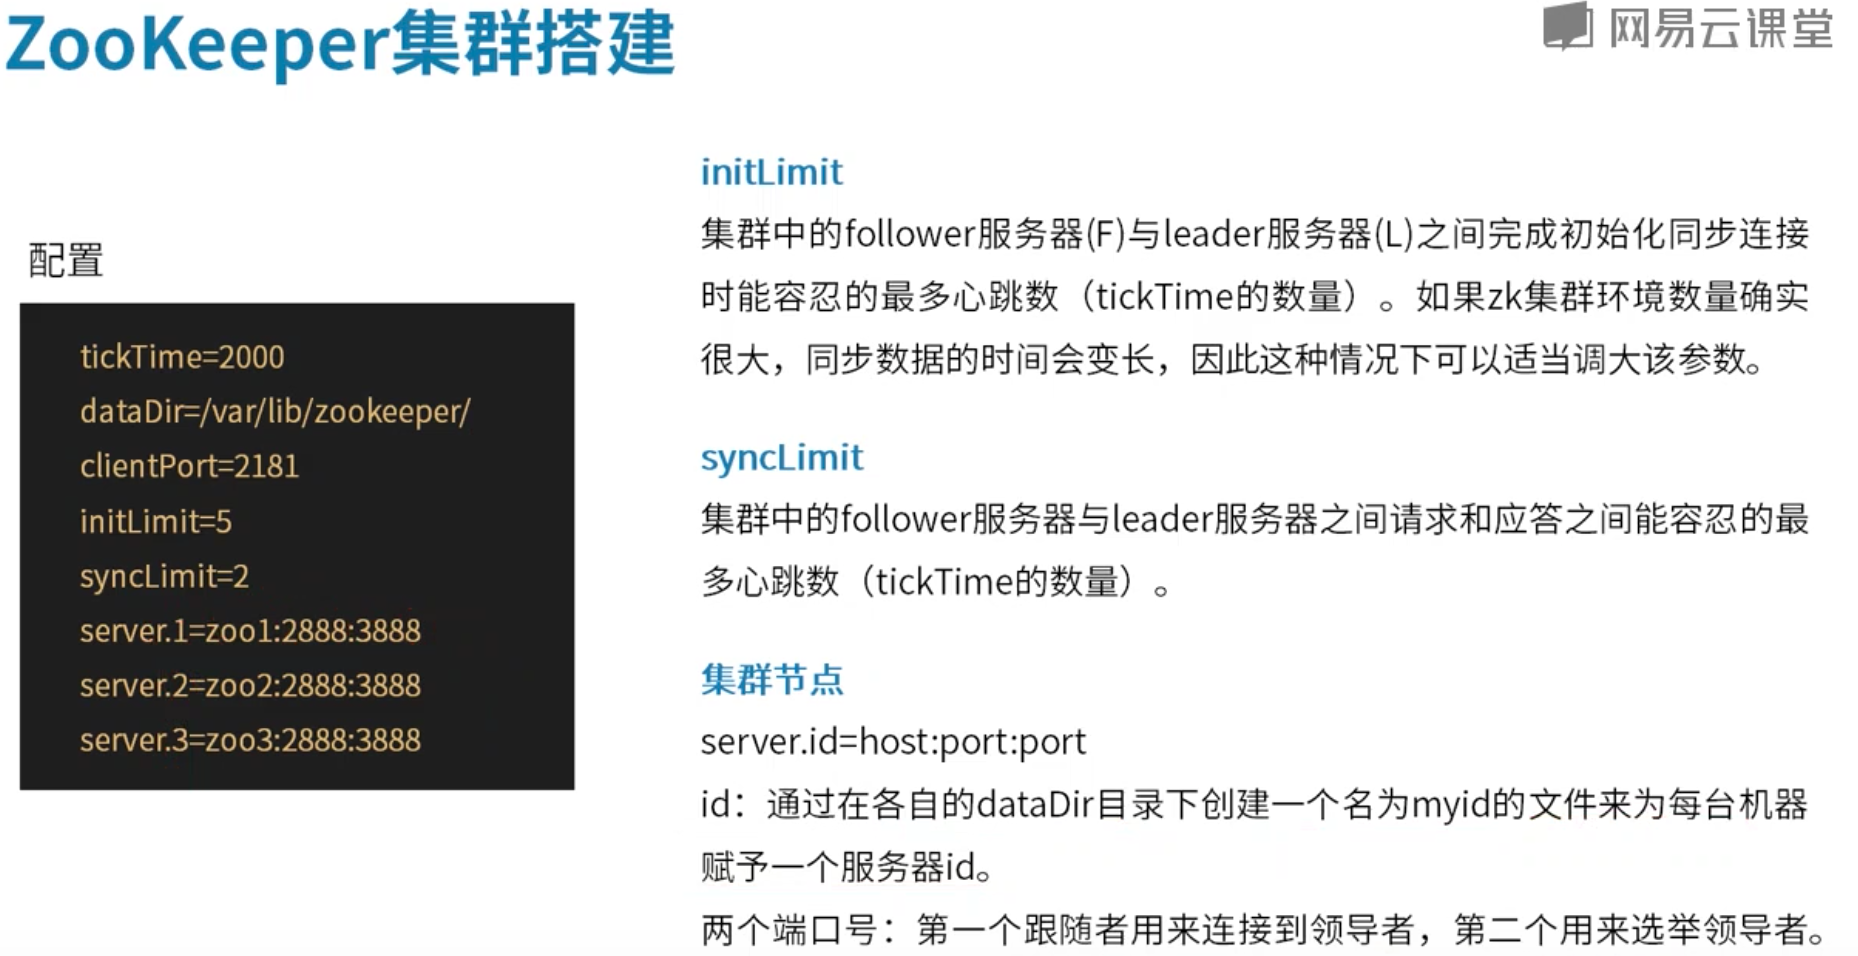 ZooKeeper集群搭建
网易云课堂
配置
tickTime=2000
dataDir=/var/lib/zookeeper/
clientPort=2181
initLimit=5
syncLimit=2
server.1=zoo1:2888:3888
server.2=zoo2:2888:3888
server.3=zoo3:2888:3888
initLimit
集群中的follower服务器(F)与leader服务器(L)之间完成初始化同步连接
时能容忍的最多心跳数（tickTime的数量）。如果zk集群环境数量确实
很大，同步数据的时间会变长，因此这种情况下可以适当调大该参数。
syncLimit
集群中的follower服务器与leader服务器之间请求和应答之间能容忍的最
多心跳数（tickTime的数量）。
集群节点
server.id=host:port:port
id：通过在各自的dataDir目录下创建一个名为myid的文件来为每台机器
赋予一个服务器id。
两个端口号：第一个跟随者用来连接到领导者，第二个用来选举领导者。